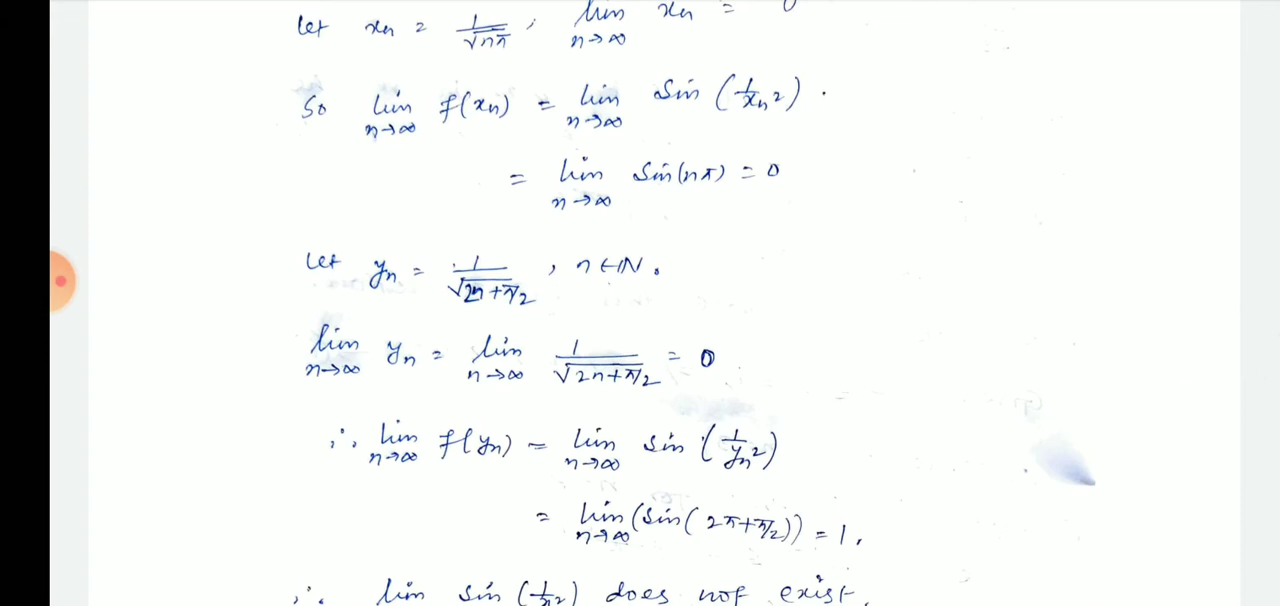 Let xn = 1/√nπ , lim n→∞ xn = 0
So lim n→∞ f(xn) = lim n→∞ Sin (1/xn²) .
= lim n→∞ Sin(nπ) = 0
Let yn = 1/√2n+π/2 , n ∈ IN .
lim n→∞ yn = lim n→∞ 1/√2n+π/2 = 0
∴ lim n→∞ f(yn) = lim n→∞ sin (1/yn²)
= lim n→∞ (sin( 2π+π/2)) = 1 ,
∴ lim sin (1/x²) does not exist.